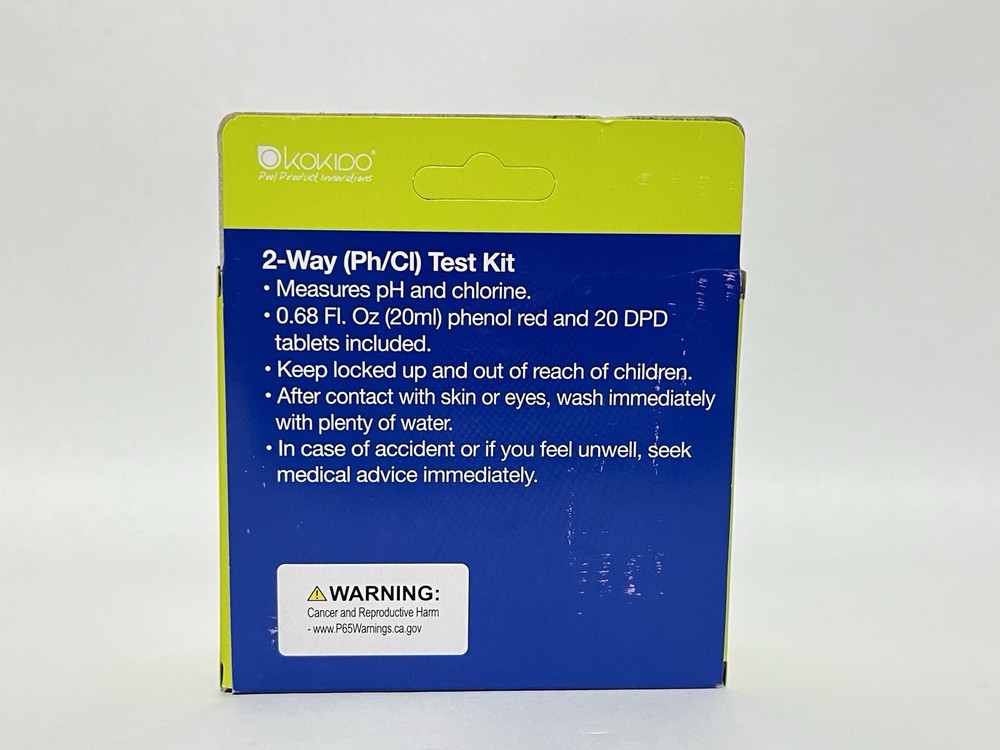 KOKIDO®
Pool Product Innovations
2-Way (Ph/Cl) Test Kit
• Measures pH and chlorine.
• 0.68 Fl. Oz (20ml) phenol red and 20 DPD
tablets included.
• Keep locked up and out of reach of children.
• After contact with skin or eyes, wash immediately
with plenty of water.
• In case of accident or if you feel unwell, seek
medical advice immediately.
⚠WARNING:
Cancer and Reproductive Harm
- www.P65Warnings.ca.gov